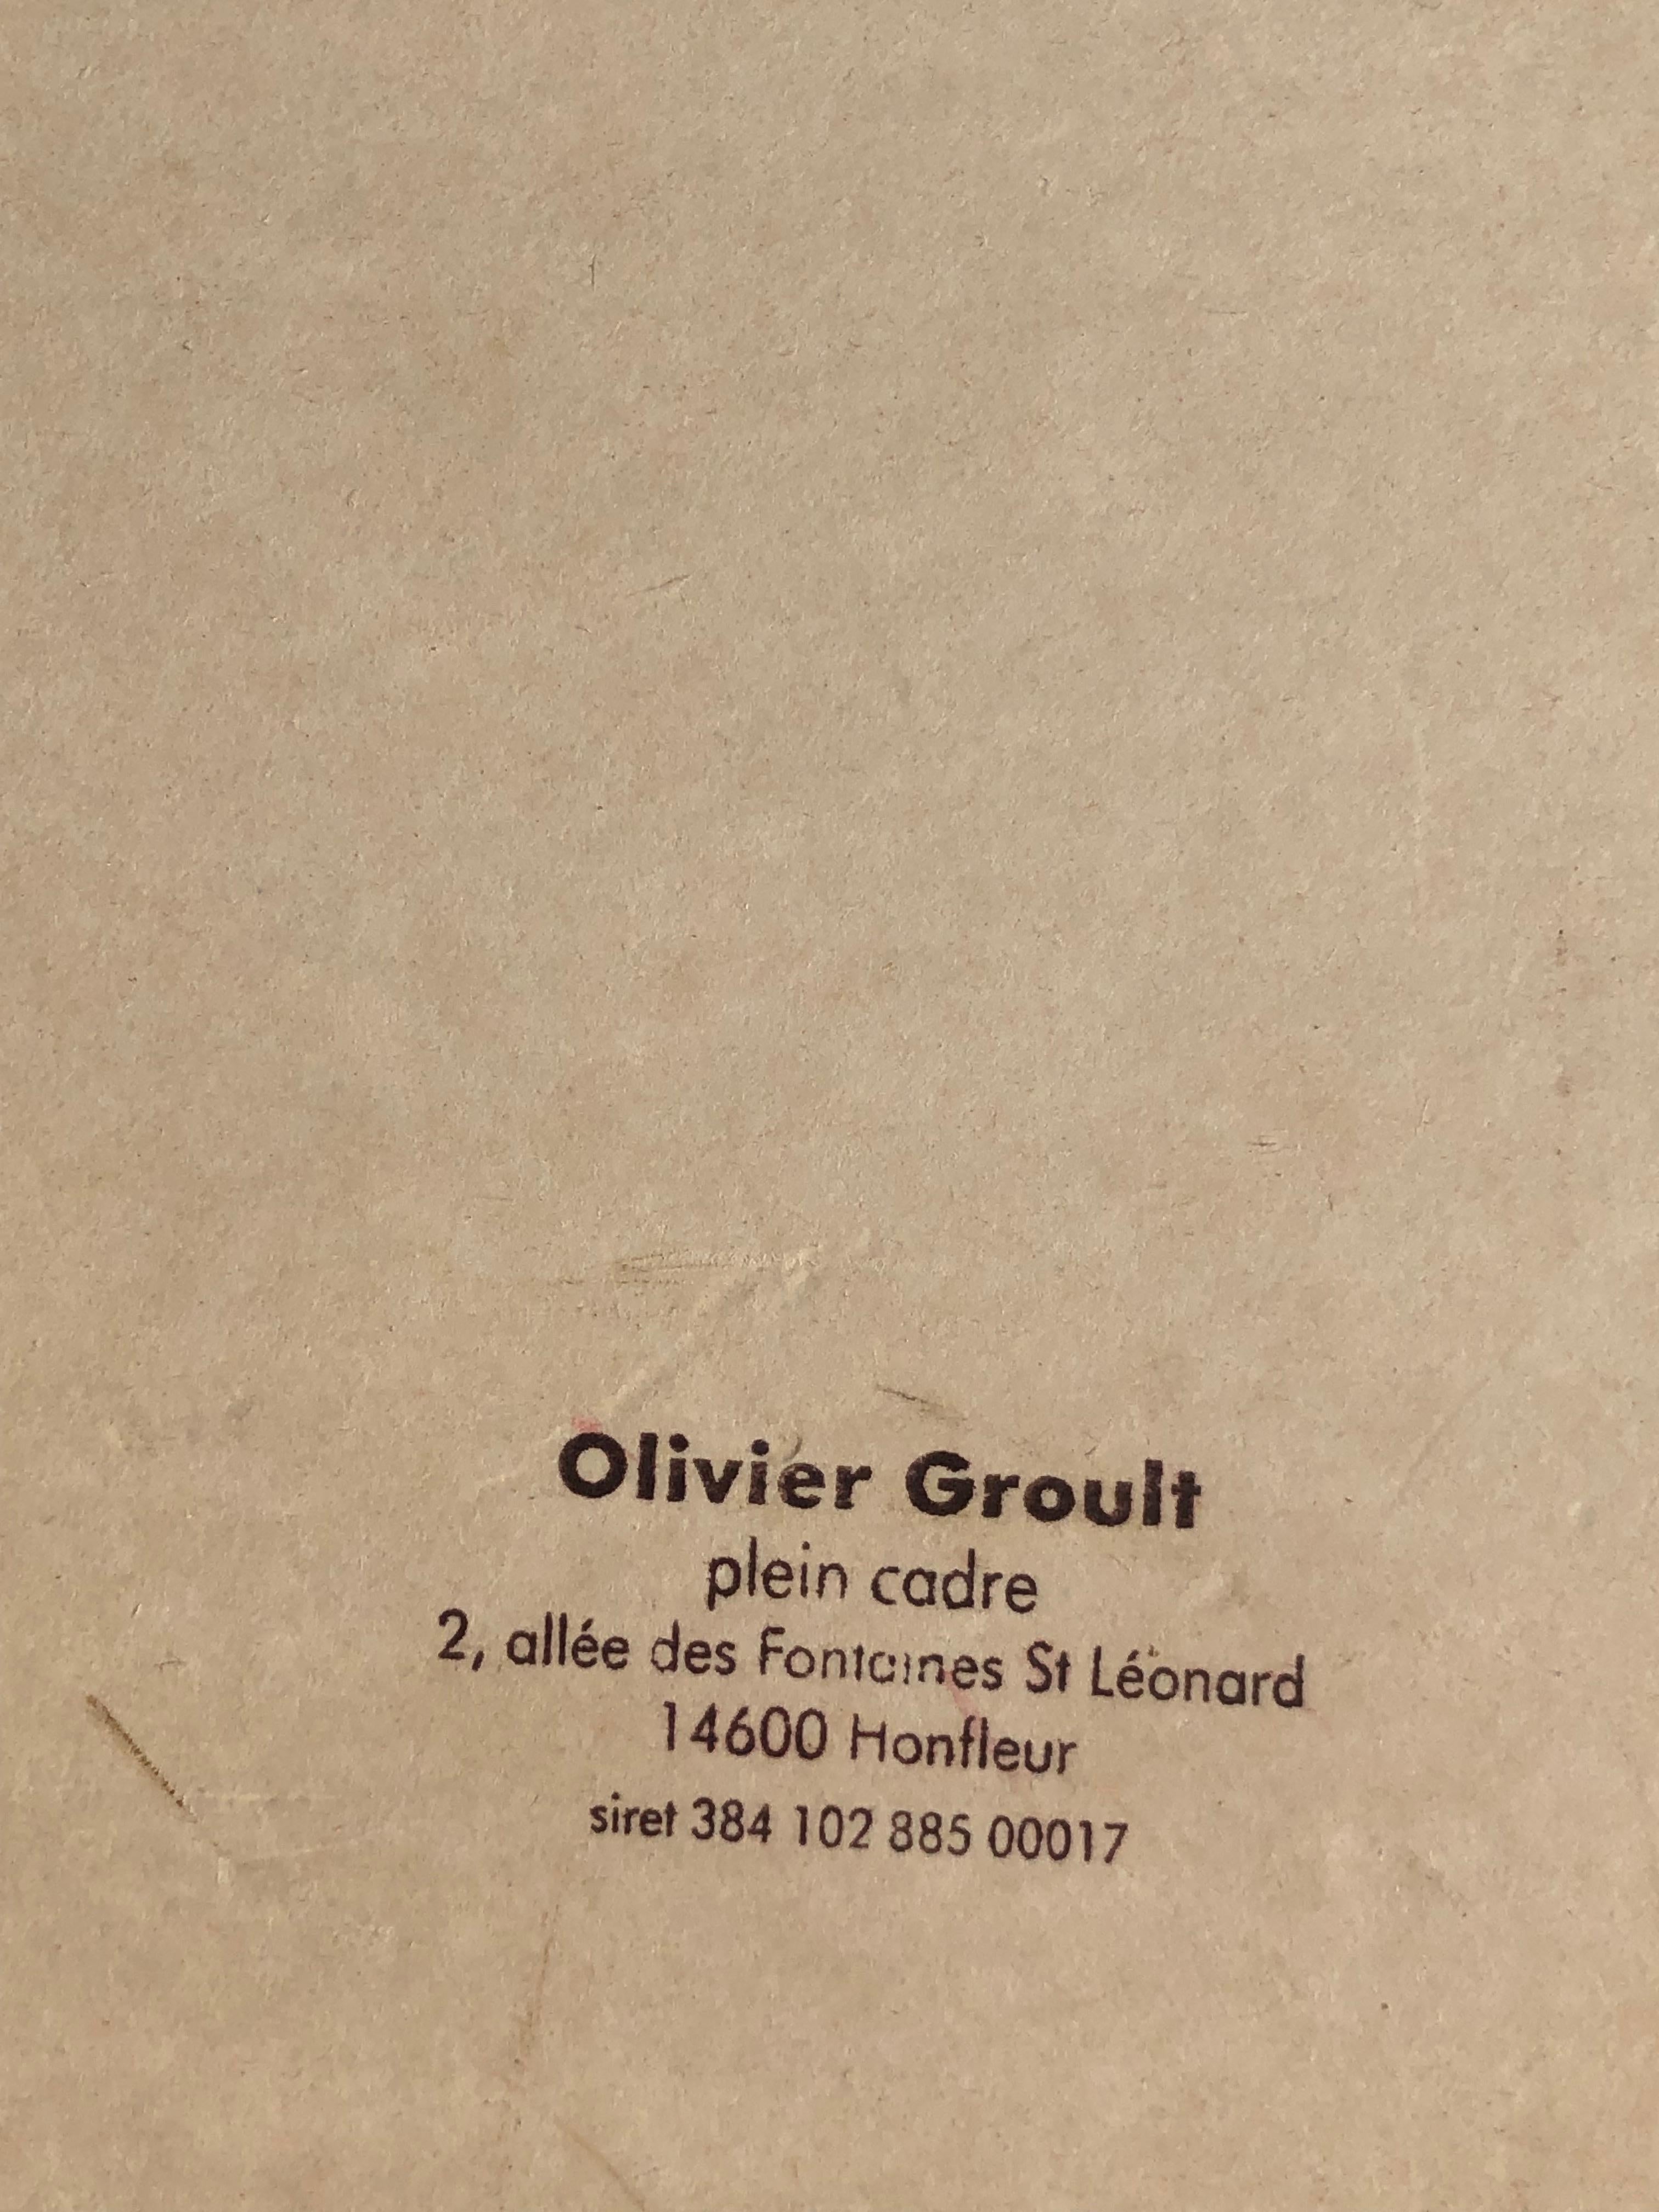 Olivier Groult
plein cadre
2, allée des Fontaines St Léonard
14600 Honfleur
siret 384 102 885 00017